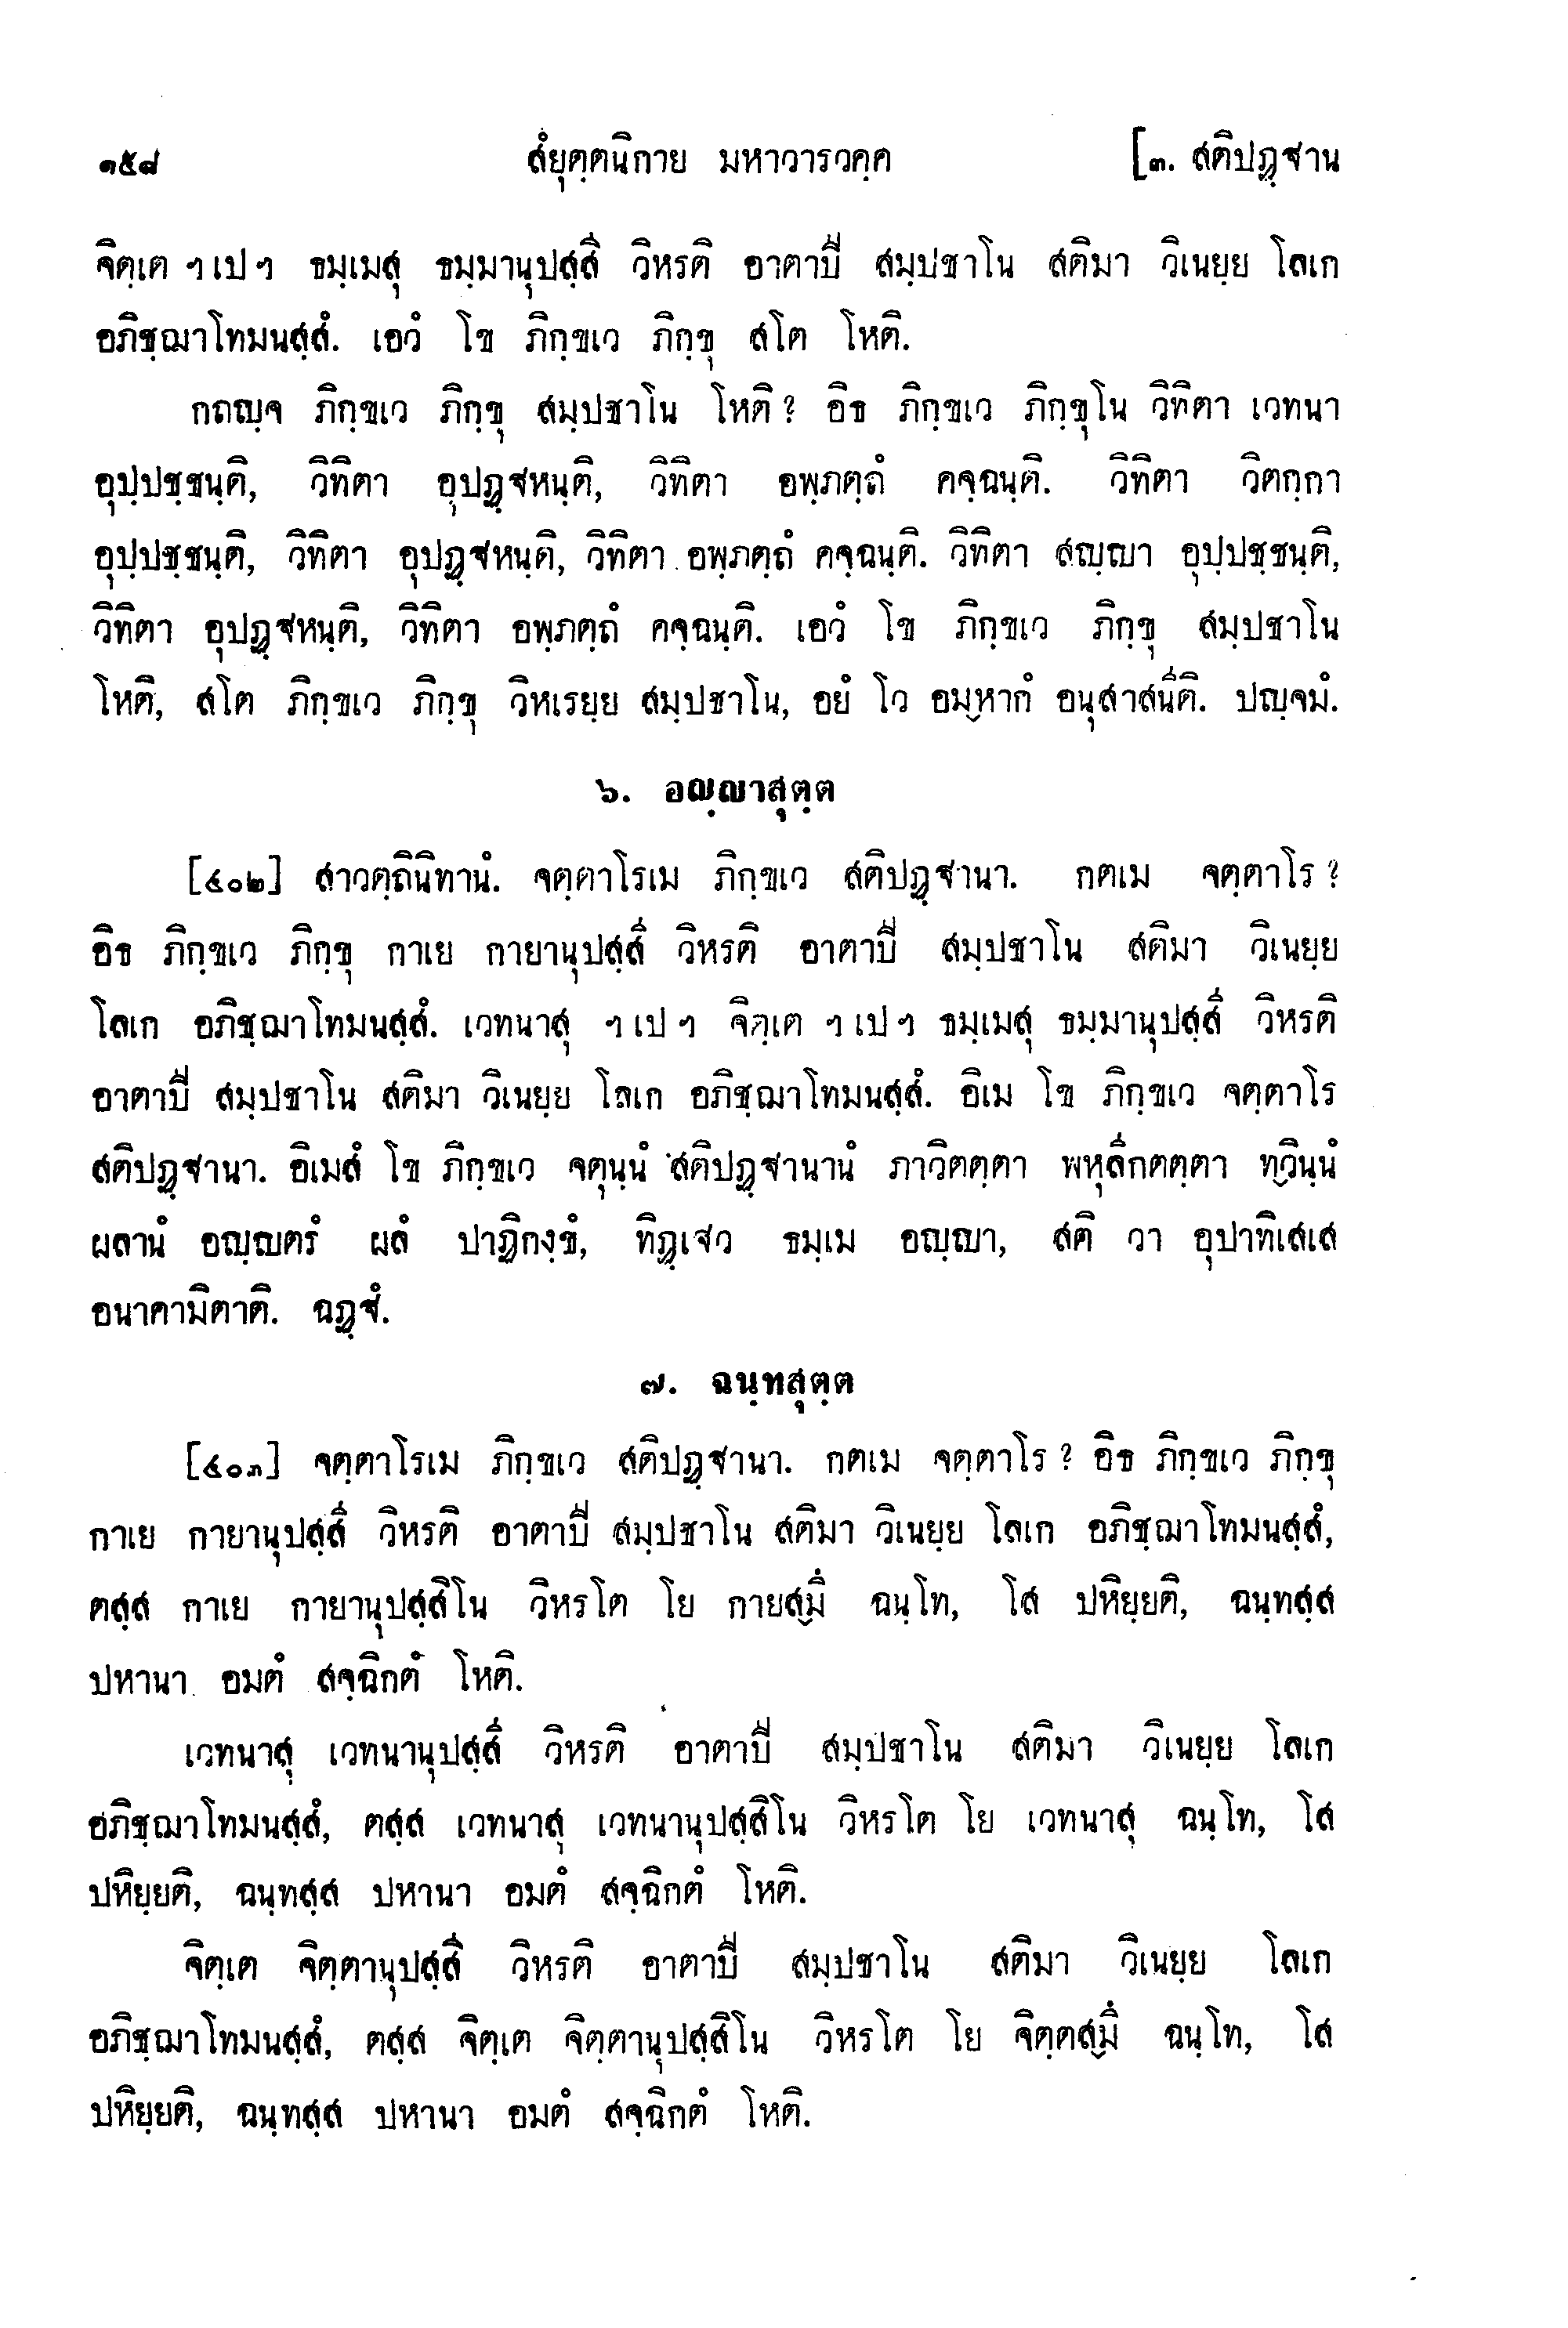 ๑๕๘ สํยุตฺตนิกาย มหาวารวคฺค [๓. สติปฏฺฐาน
จิตฺเต ฯเปฯ ธมฺเมสุ ธมฺมานุปสฺสี วิหรติ อาตาปี สมฺปชาโน สติมา วิเนยฺย โลเก
อภิชฺฌาโทมนสฺสํ. เอวํ โข ภิกฺขเว ภิกฺขุ สโต โหติ.
กถญฺจ ภิกฺขเว ภิกฺขุ สมฺปชาโน โหติ? อิธ ภิกฺขเว ภิกฺขุโน วิทิตา เวทนา
อุปฺปชฺชนฺติ, วิทิตา อุปฏฺฐหนฺติ, วิทิตา อพฺภตฺถํ คจฺฉนฺติ. วิทิตา วิตกฺกา
อุปฺปชฺชนฺติ, วิทิตา อุปฏฺฐหนฺติ, วิทิตา อพฺภตฺถํ คจฺฉนฺติ. วิทิตา สญฺญา อุปฺปชฺชนฺติ,
วิทิตา อุปฏฺฐหนฺติ, วิทิตา อพฺภตฺถํ คจฺฉนฺติ. เอวํ โข ภิกฺขเว ภิกฺขุ สมฺปชาโน
โหติ, สโต ภิกฺขเว ภิกฺขุ วิหเรยฺย สมฺปชาโน, อยํ โว อมฺหากํ อนุสาสนีติ. ปญฺจมํ.
๖. อญฺญาสุตฺต
[๔๐๒] สาวตฺถินิทานํ. จตฺตาโรเม ภิกฺขเว สติปฏฺฐานา. กตเม จตฺตาโร?
อิธ ภิกฺขเว ภิกฺขุ กาเย กายานุปสฺสี วิหรติ อาตาปี สมฺปชาโน สติมา วิเนยฺย
โลเก อภิชฺฌาโทมนสฺสํ. เวทนาสุ ฯเปฯ จิตฺเต ฯเปฯ ธมฺเมสุ ธมฺมานุปสฺสี วิหรติ
อาตาปี สมฺปชาโน สติมา วิเนยฺย โลเก อภิชฺฌาโทมนสฺสํ. อิเม โข ภิกฺขเว จตฺตาโร
สติปฏฺฐานา. อิเมสํ โข ภิกฺขเว จตุนฺนํ สติปฏฺฐานานํ ภาวิตตฺตา พหุลีกตตฺตา ทฺวินฺนํ
ผลานํ อญฺญตรํ ผลํ ปาฏิกงฺขํ, ทิฏฺเฐว ธมฺเม อญฺญา, สติ วา อุปาทิเสเส
อนาคามิตาติ. ฉฏฺฐํ.
๗. ฉนฺทสุตฺต
[๔๐๓] จตฺตาโรเม ภิกฺขเว สติปฏฺฐานา. กตเม จตฺตาโร? อิธ ภิกฺขเว ภิกฺขุ
กาเย กายานุปสฺสี วิหรติ อาตาปี สมฺปชาโน สติมา วิเนยฺย โลเก อภิชฺฌาโทมนสฺสํ,
ตสฺส กาเย กายานุปสฺสิโน วิหรโต โย กายสฺมึ ฉนฺโท, โส ปหิยฺยติ, ฉนฺทสฺส
ปหานา อมตํ สจฺฉิกตํ โหติ.
เวทนาสุ เวทนานุปสฺสี วิหรติ อาตาปี สมฺปชาโน สติมา วิเนยฺย โลเก
อภิชฺฌาโทมนสฺสํ, ตสฺส เวทนาสุ เวทนานุปสฺสิโน วิหรโต โย เวทนาสุ ฉนฺโท, โส
ปหิยฺยติ, ฉนฺทสฺส ปหานา อมตํ สจฺฉิกตํ โหติ.
จิตฺเต จิตฺตานุปสฺสี วิหรติ อาตาปี สมฺปชาโน สติมา วิเนยฺย โลเก
อภิชฺฌาโทมนสฺสํ, ตสฺส จิตฺเต จิตฺตานุปสฺสิโน วิหรโต โย จิตฺตสฺมึ ฉนฺโท, โส
ปหิยฺยติ, ฉนฺทสฺส ปหานา อมตํ สจฺฉิกตํ โหติ.